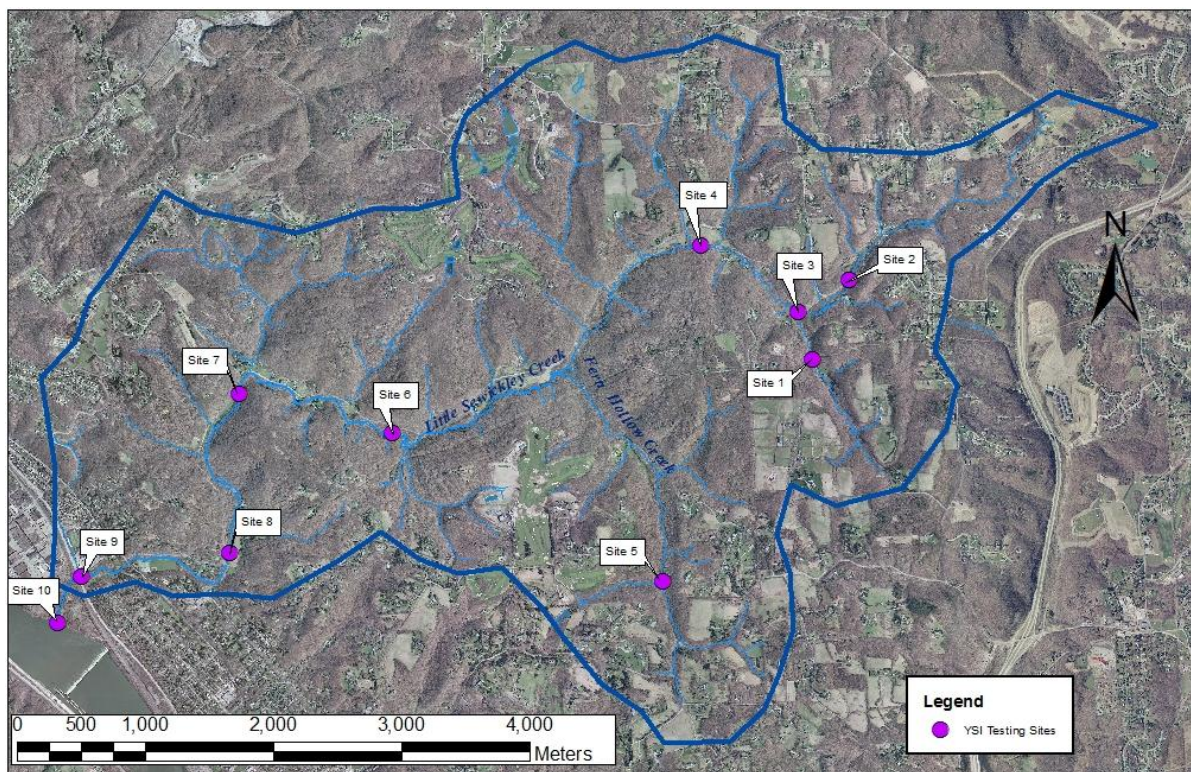 N
Site 4
Site 3
Site 2
Site 1
Site 7
Site 6
Little Sewickley Creek
Fern Hollow Creek
Site 8
Site 9
Site 5
Site 10
Legend
YSI Testing Sites
0 500 1,000 2,000 3,000 4,000
Meters